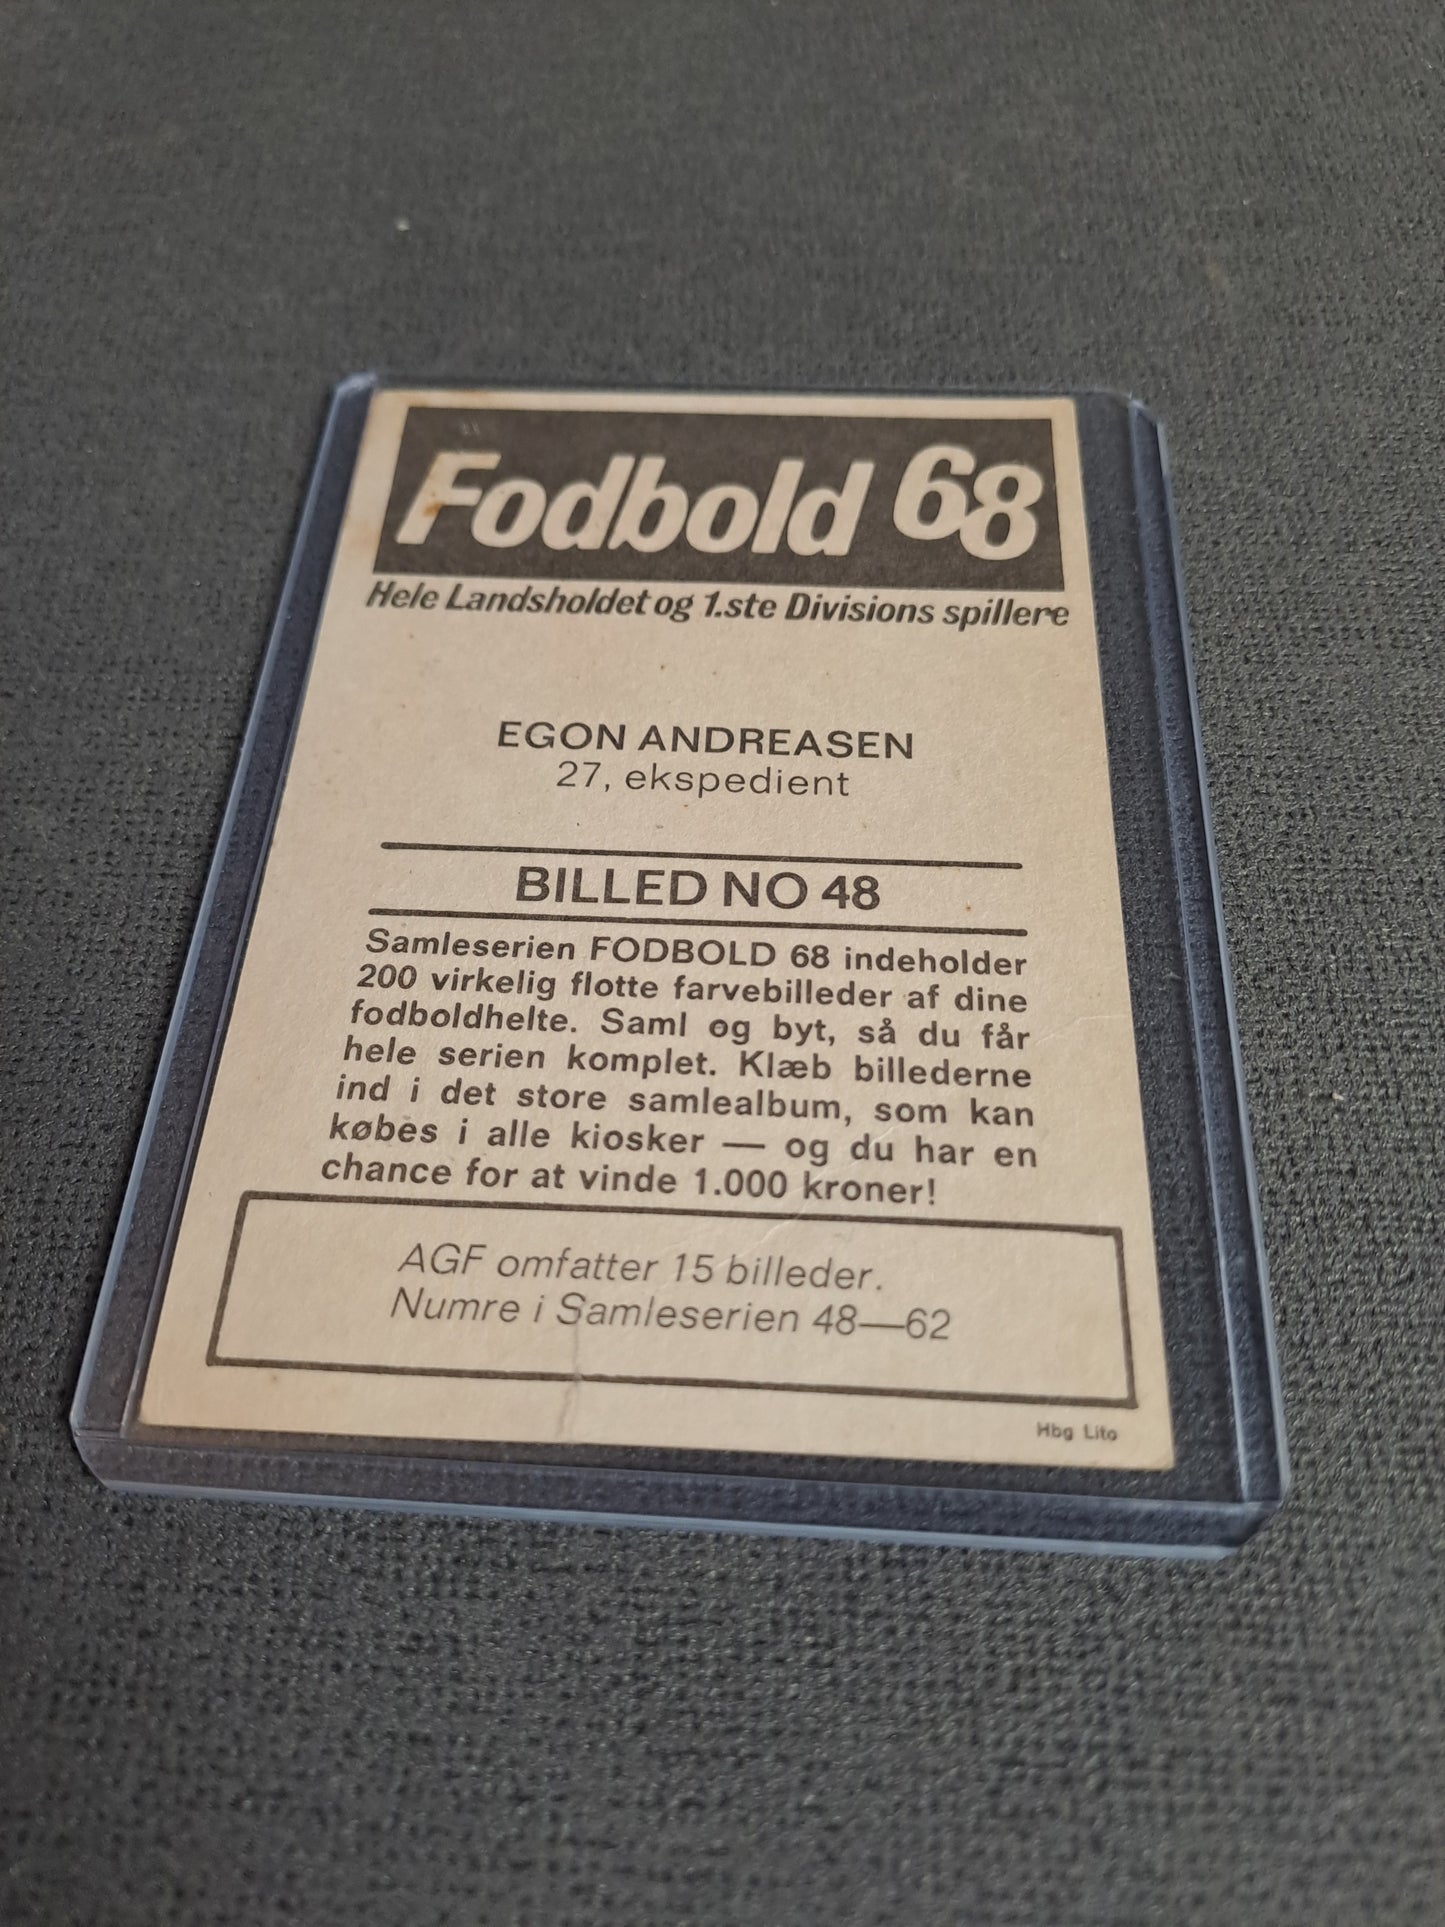 Fodbold 68
Hele Landsholdet og 1.ste Divisions spillere
EGON ANDREASEN
27, ekspedient
BILLED NO 48
Samleserien FODBOLD 68 indeholder
200 virkelig flotte farvebilleder af dine
fodboldhelte. Saml og byt, så du får
hele serien komplet. Klæb billederne
ind i det store samlealbum, som kan
købes i alle kiosker — og du har en
chance for at vinde 1.000 kroner!
AGF omfatter 15 billeder.
Numre i Samleserien 48—62
Hbg Lito